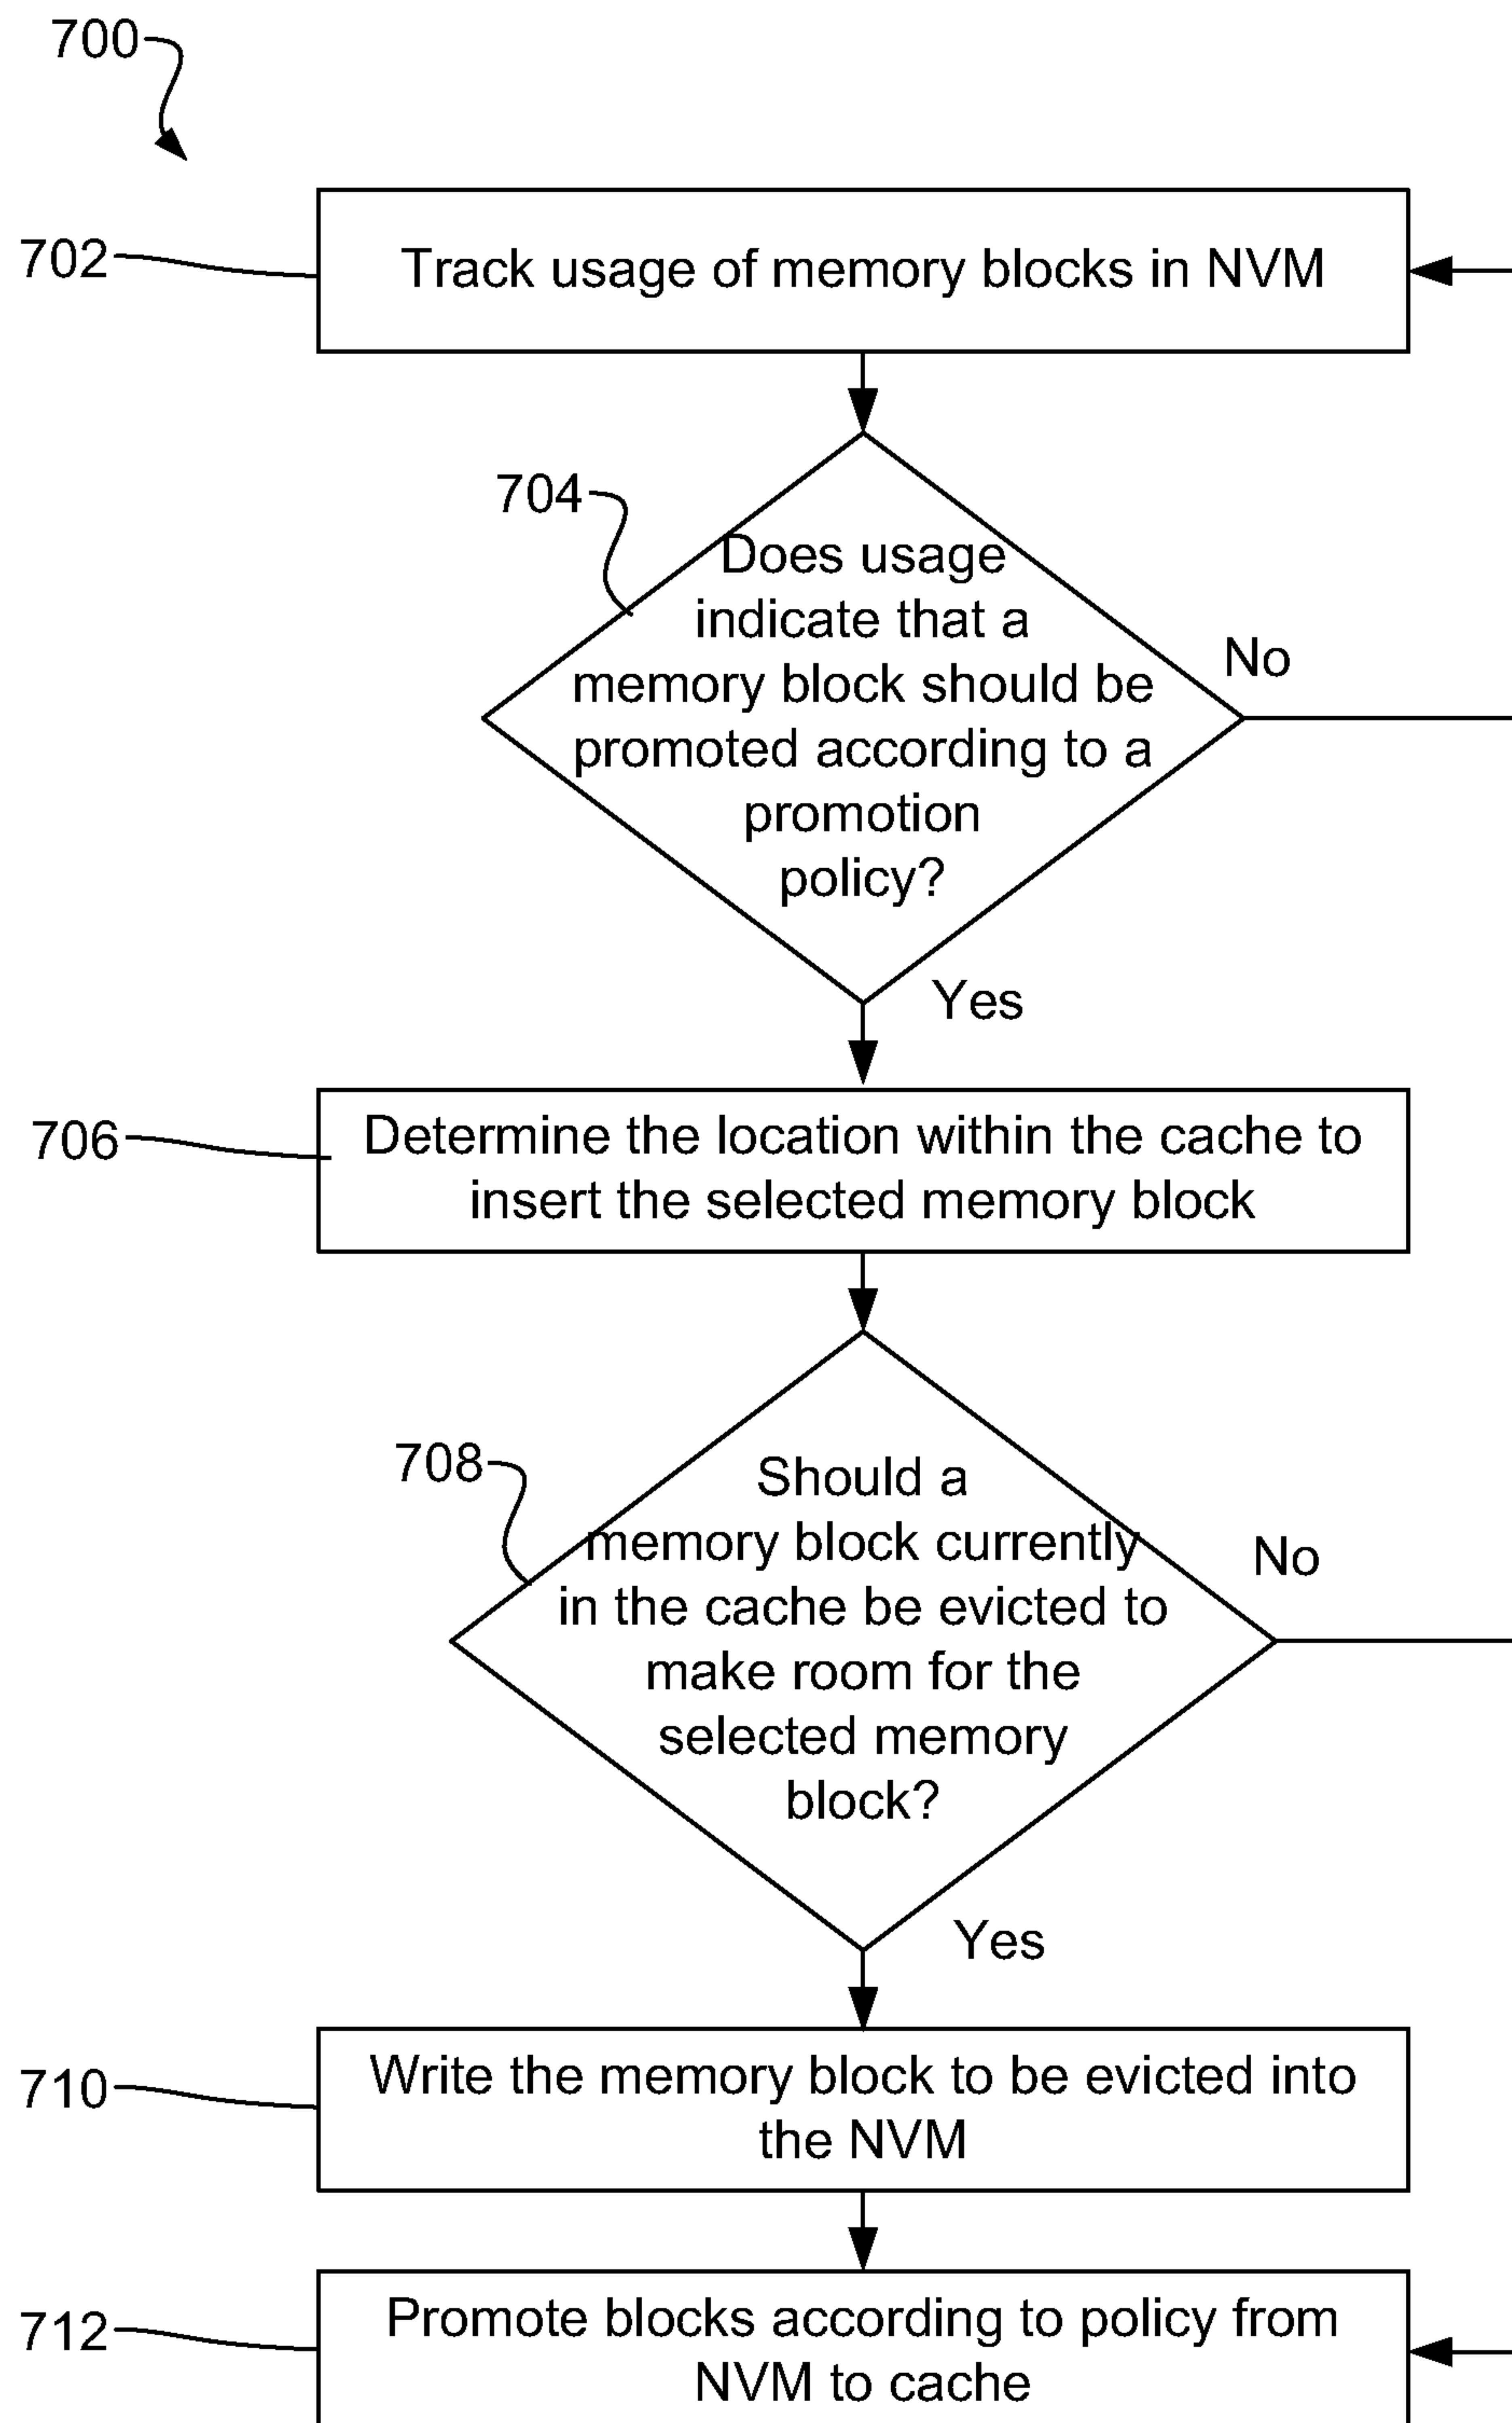 700
702
Track usage of memory blocks in NVM
704
Does usage
indicate that a
memory block should be
promoted according to a
promotion
policy?
No
Yes
706
Determine the location within the cache to
insert the selected memory block
708
Should a
memory block currently
in the cache be evicted to
make room for the
selected memory
block?
No
Yes
710
Write the memory block to be evicted into
the NVM
712
Promote blocks according to policy from
NVM to cache